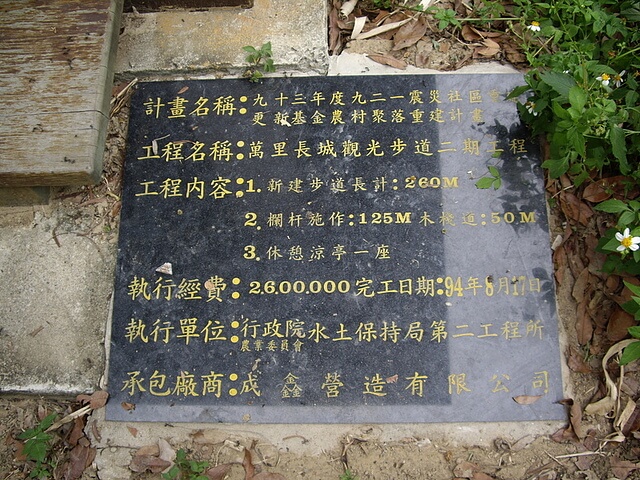 計畫名稱:九十三年度九二一震災社區
更新基金農村聚落重建計畫
工程名稱:萬里長城觀光步道二期工程
工程內容:1. 新建步道長計:260M
2. 欄杆施作:125M 木棧道:50M
3. 休憩涼亭一座
執行經費:2,600,000 完工日期:94年8月17日
執行單位:行政院農業委員會水土保持局第二工程所
承包廠商:成鑫營造有限公司